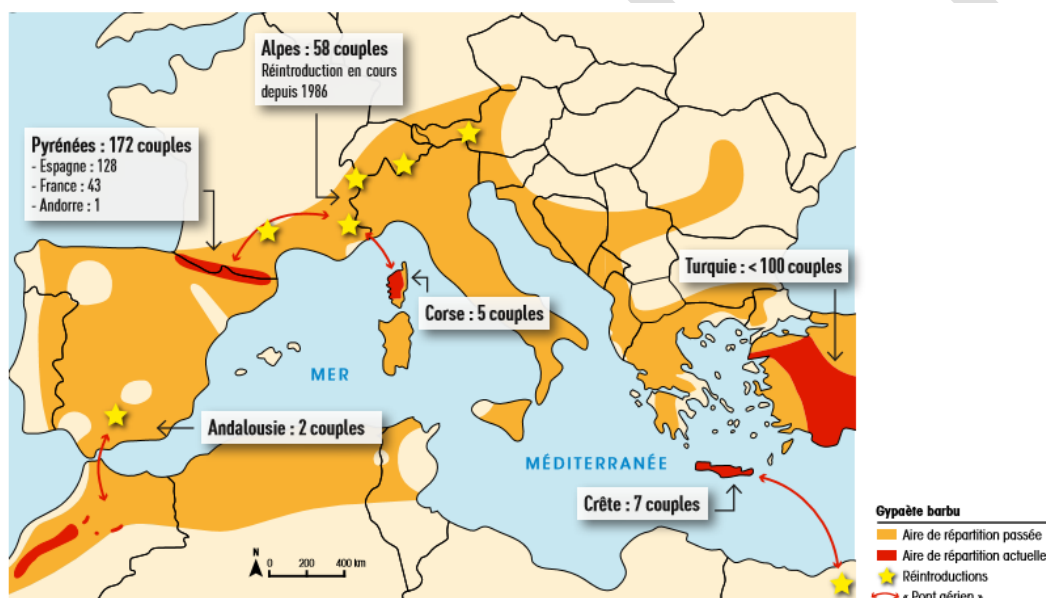 Alpes : 58 couples
Réintroduction en cours
depuis 1986
Pyrénées : 172 couples
- Espagne : 128
- France : 43
- Andorre : 1
Turquie : < 100 couples
Corse : 5 couples
MER
Andalousie : 2 couples
MÉDITERRANÉE
Crête : 7 couples
N
0 200 400 km
Gypaète barbu
Aire de répartition passée
Aire de répartition actuelle
Réintroductions
« Pont aérien »